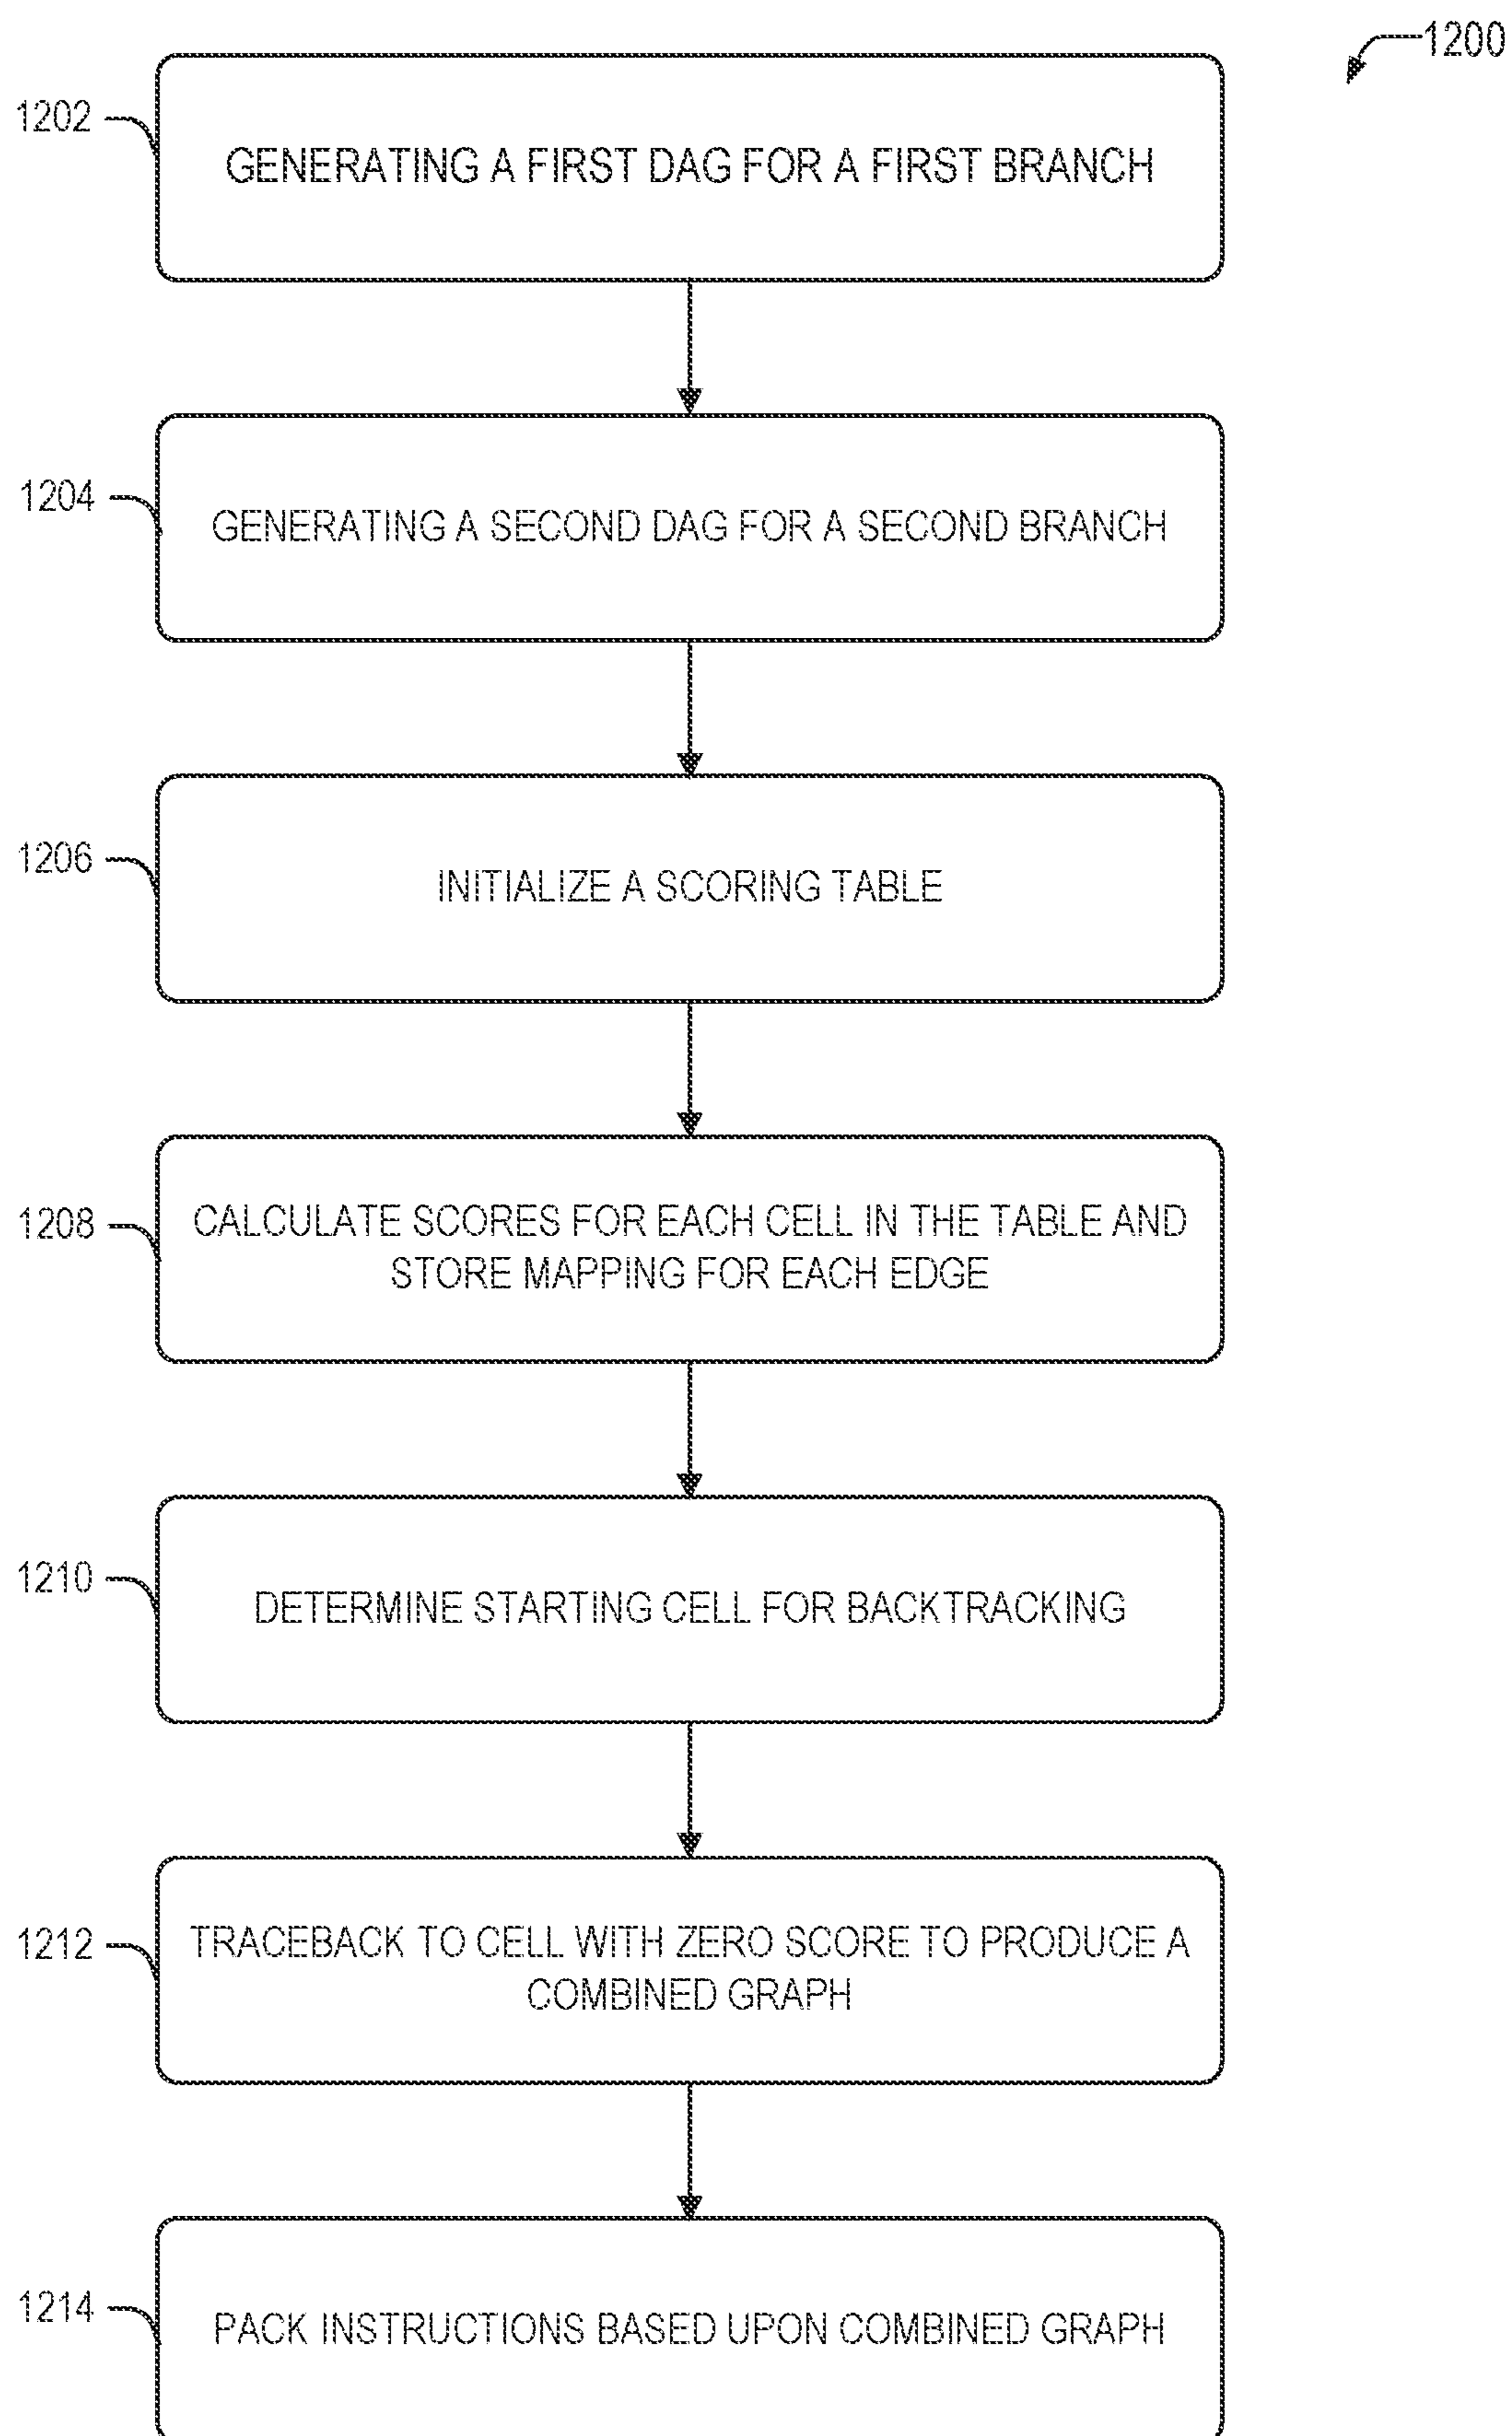 1200
1202
GENERATING A FIRST DAG FOR A FIRST BRANCH
1204
GENERATING A SECOND DAG FOR A SECOND BRANCH
1206
INITIALIZE A SCORING TABLE
1208
CALCULATE SCORES FOR EACH CELL IN THE TABLE AND
STORE MAPPING FOR EACH EDGE
1210
DETERMINE STARTING CELL FOR BACKTRACKING
1212
TRACEBACK TO CELL WITH ZERO SCORE TO PRODUCE A
COMBINED GRAPH
1214
PACK INSTRUCTIONS BASED UPON COMBINED GRAPH